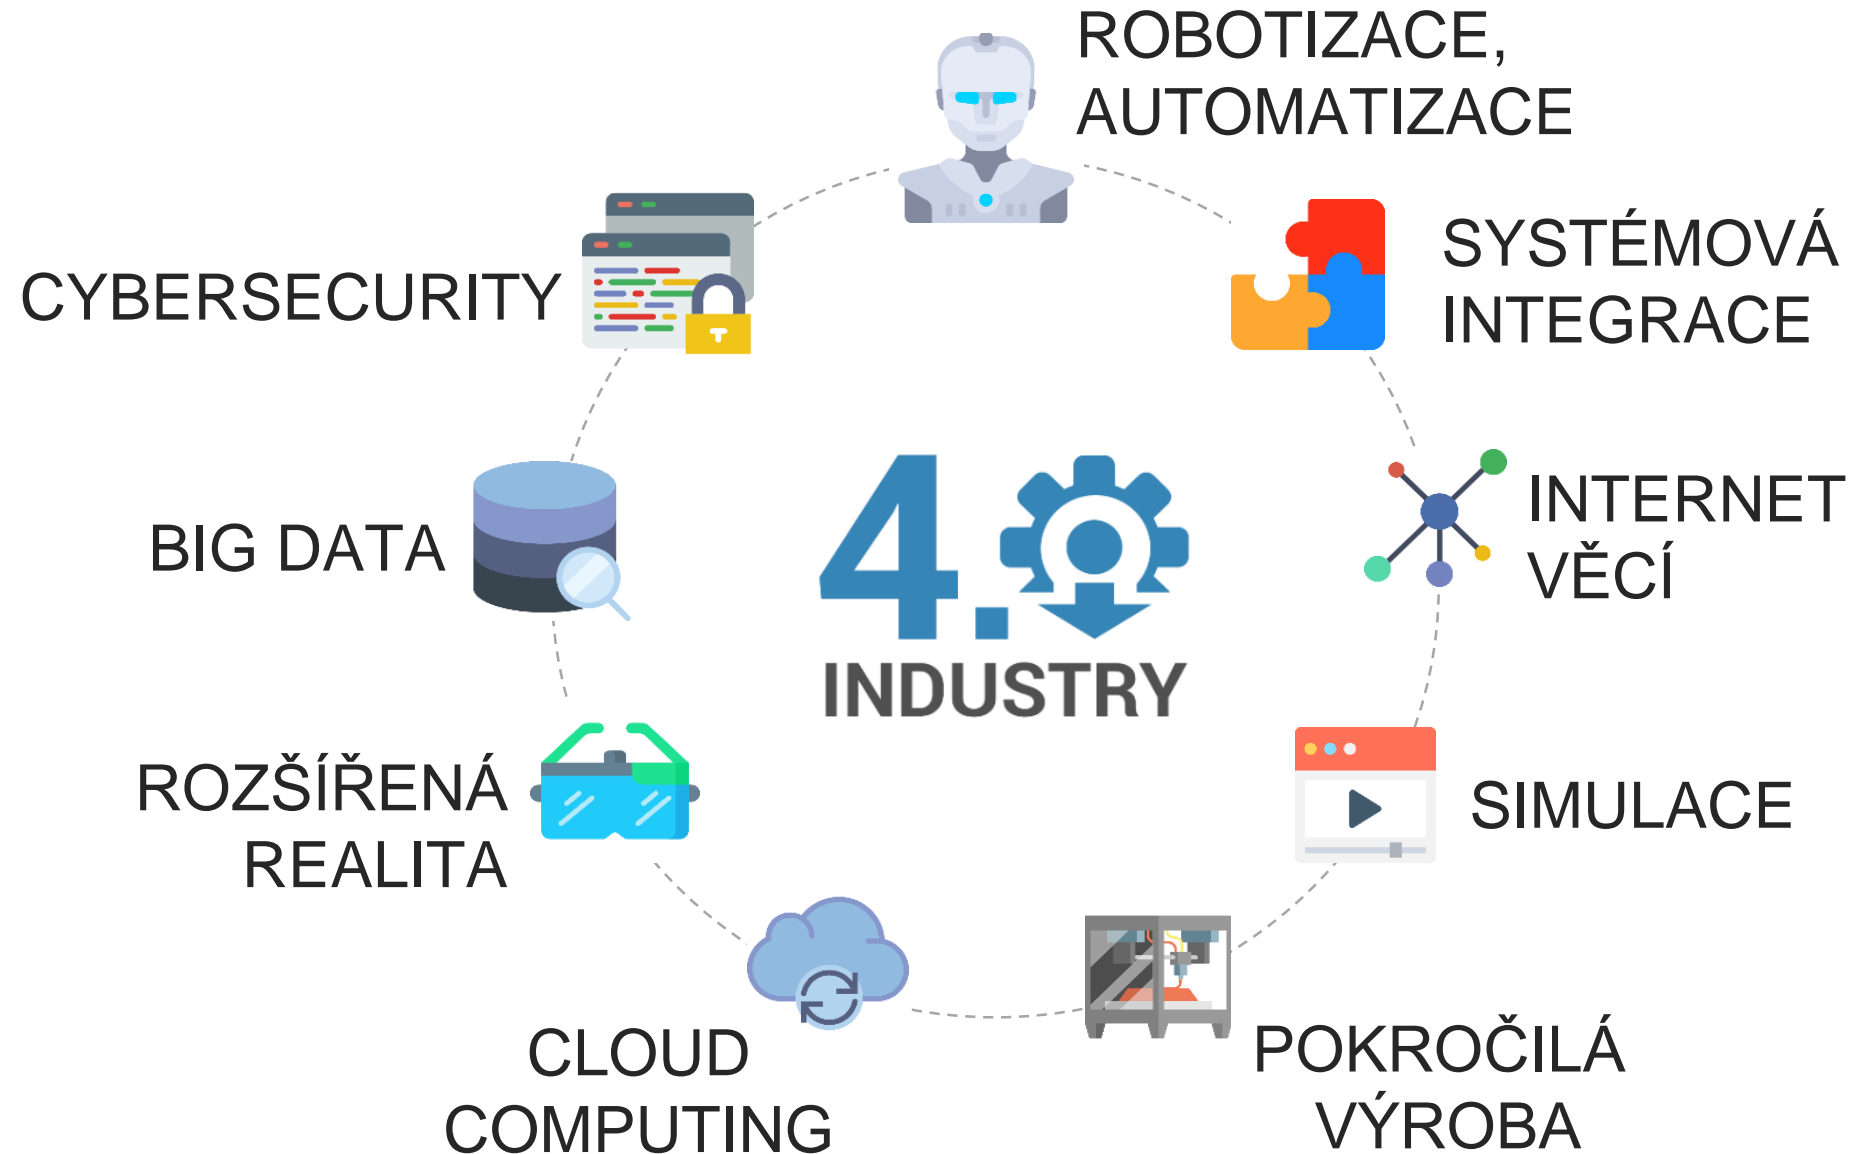 ROBOTIZACE,
AUTOMATIZACE
SYSTÉMOVÁ
INTEGRACE
CYBERSECURITY
INTERNET
VĚCÍ
BIG DATA
4.0
INDUSTRY
ROZŠÍŘENÁ
REALITA
SIMULACE
CLOUD
COMPUTING
POKROČILÁ
VÝROBA